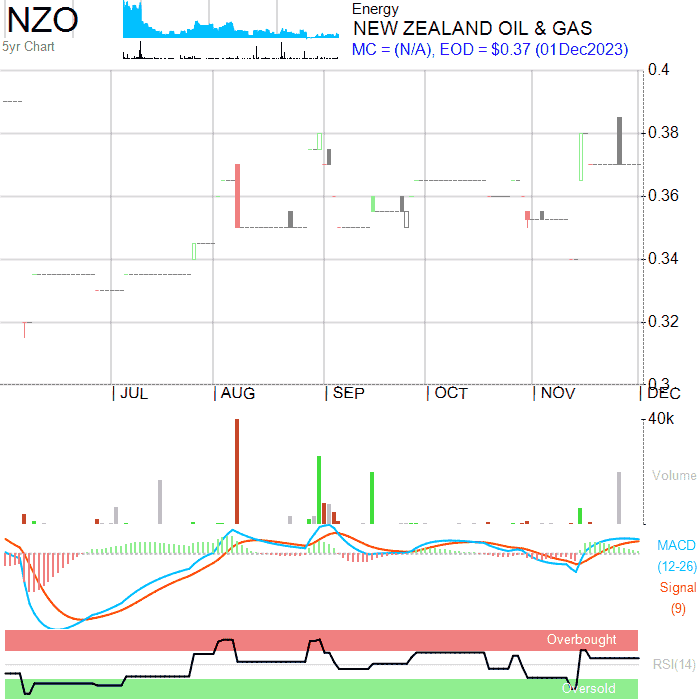 NZO
5yr Chart
Energy
NEW ZEALAND OIL & GAS
MC = (N/A), EOD = $0.37 (01Dec2023)
0.4
0.38
0.36
0.34
0.32
0.3
JUL
AUG
SEP
OCT
NOV
DEC
40k
Volume
MACD
(12-26)
Signal
(9)
Overbought
RSI(14)
Oversold